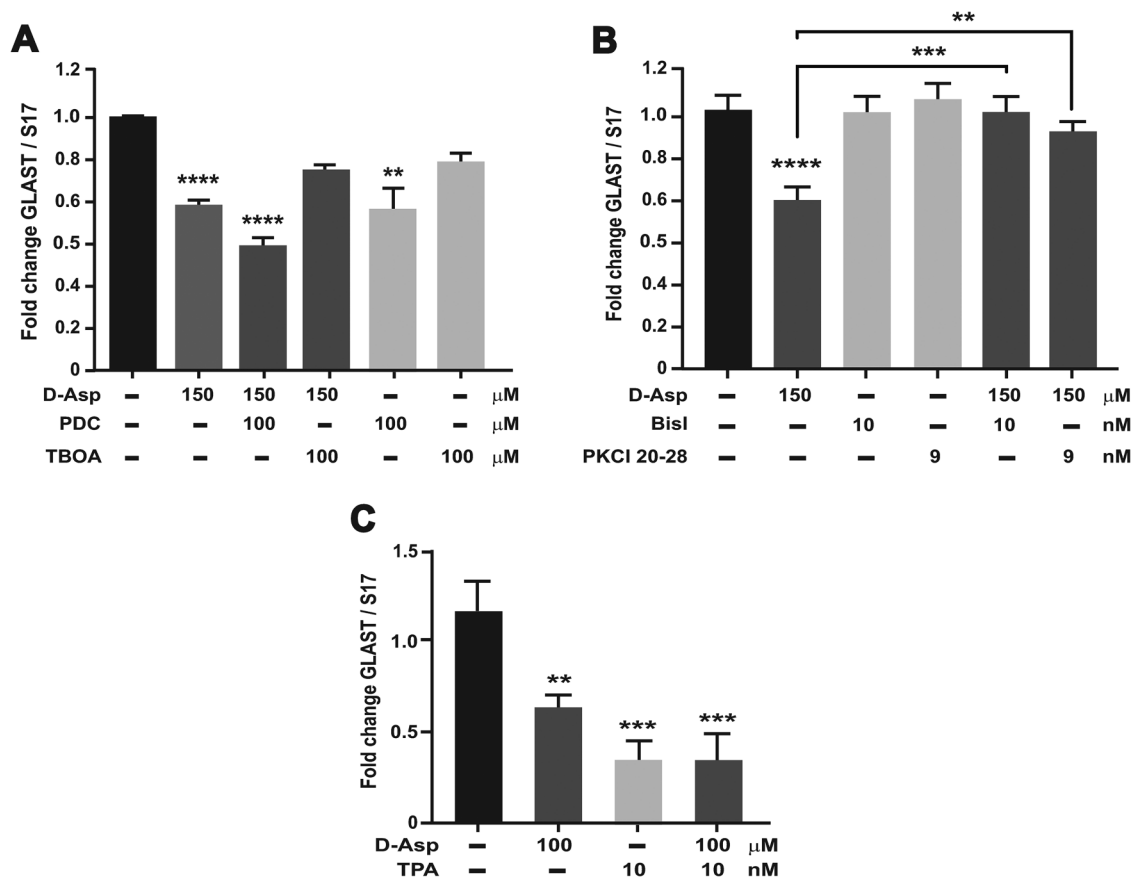 A
Fold change GLAST / S17
1.2
1.0
0.8
0.6
0.5
0.2
0
****
****
**
D-Asp – 150 150 150 – – μM
PDC – – 100 – 100 – μM
TBOA – – – 100 – 100 μM
B
Fold change GLAST / S17
1.2
1.0
0.8
0.6
0.5
0.2
0
**
***
****
D-Asp – 150 – – 150 150 μM
BisI – – 10 – 10 – nM
PKCI 20-28 – – – 9 – 9 nM
C
Fold change GLAST / S17
1.5
1.0
0.5
0
**
***
***
D-Asp – 100 – 100 μM
TPA – – 10 10 nM